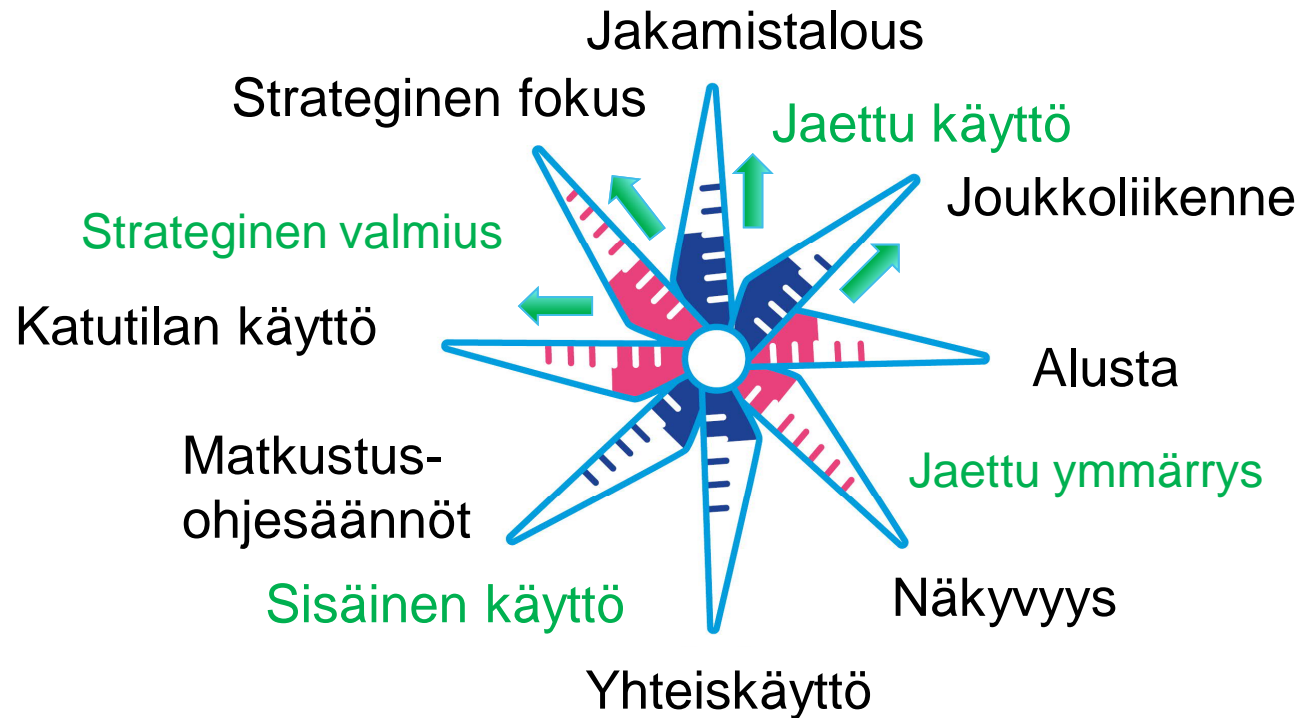 Jakamistalous
Strateginen fokus
Jaettu käyttö
Joukkoliikenne
Strateginen valmius
Katutilan käyttö
Alusta
Matkustus-
ohjesäännöt
Jaettu ymmärrys
Sisäinen käyttö
Näkyvyys
Yhteiskäyttö